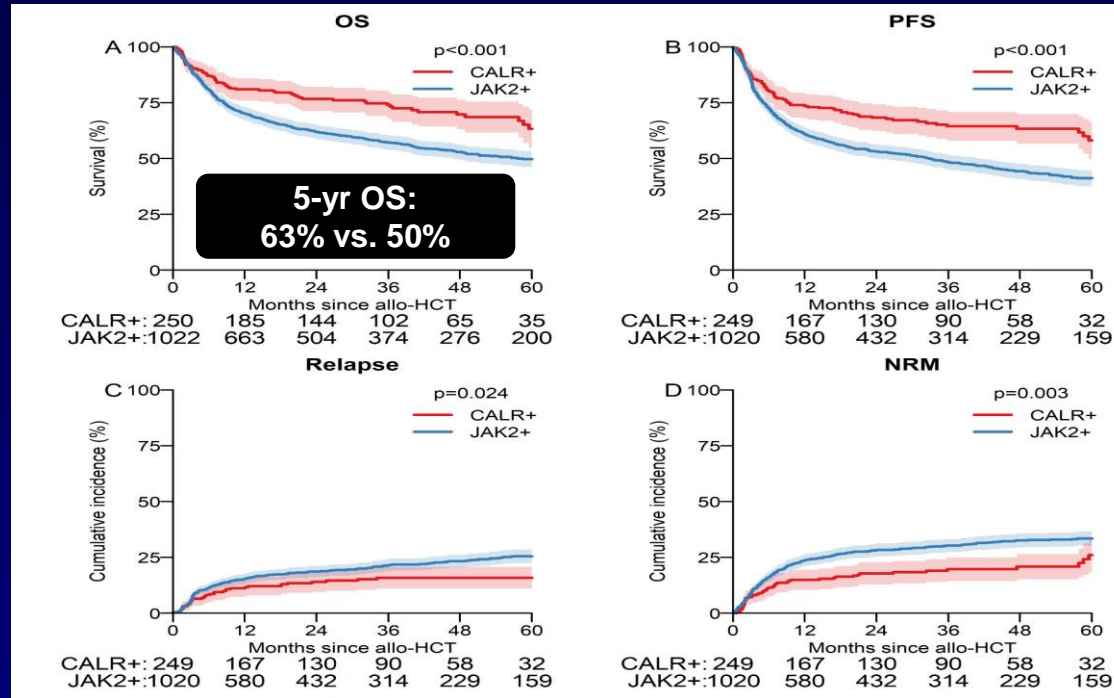 OS
A
100
75
50
25
0
Survival (%)
p<0.001
CALR+
JAK2+
5-yr OS:
63% vs. 50%
0 12 24 36 48 60
Months since allo-HCT
CALR+: 250 185 144 102 65 35
JAK2+:1022 663 504 374 276 200
PFS
B
100
75
50
25
0
Survival (%)
p<0.001
CALR+
JAK2+
0 12 24 36 48 60
Months since allo-HCT
CALR+: 249 167 130 90 58 32
JAK2+:1020 580 432 314 229 159
Relapse
C
100
75
50
25
0
Cumulative incidence (%)
p=0.024
CALR+
JAK2+
0 12 24 36 48 60
Months since allo-HCT
CALR+: 249 167 130 90 58 32
JAK2+:1020 580 432 314 229 159
NRM
D
100
75
50
25
0
Cumulative incidence (%)
p=0.003
CALR+
JAK2+
0 12 24 36 48 60
Months since allo-HCT
CALR+: 249 167 130 90 58 32
JAK2+:1020 580 432 314 229 159